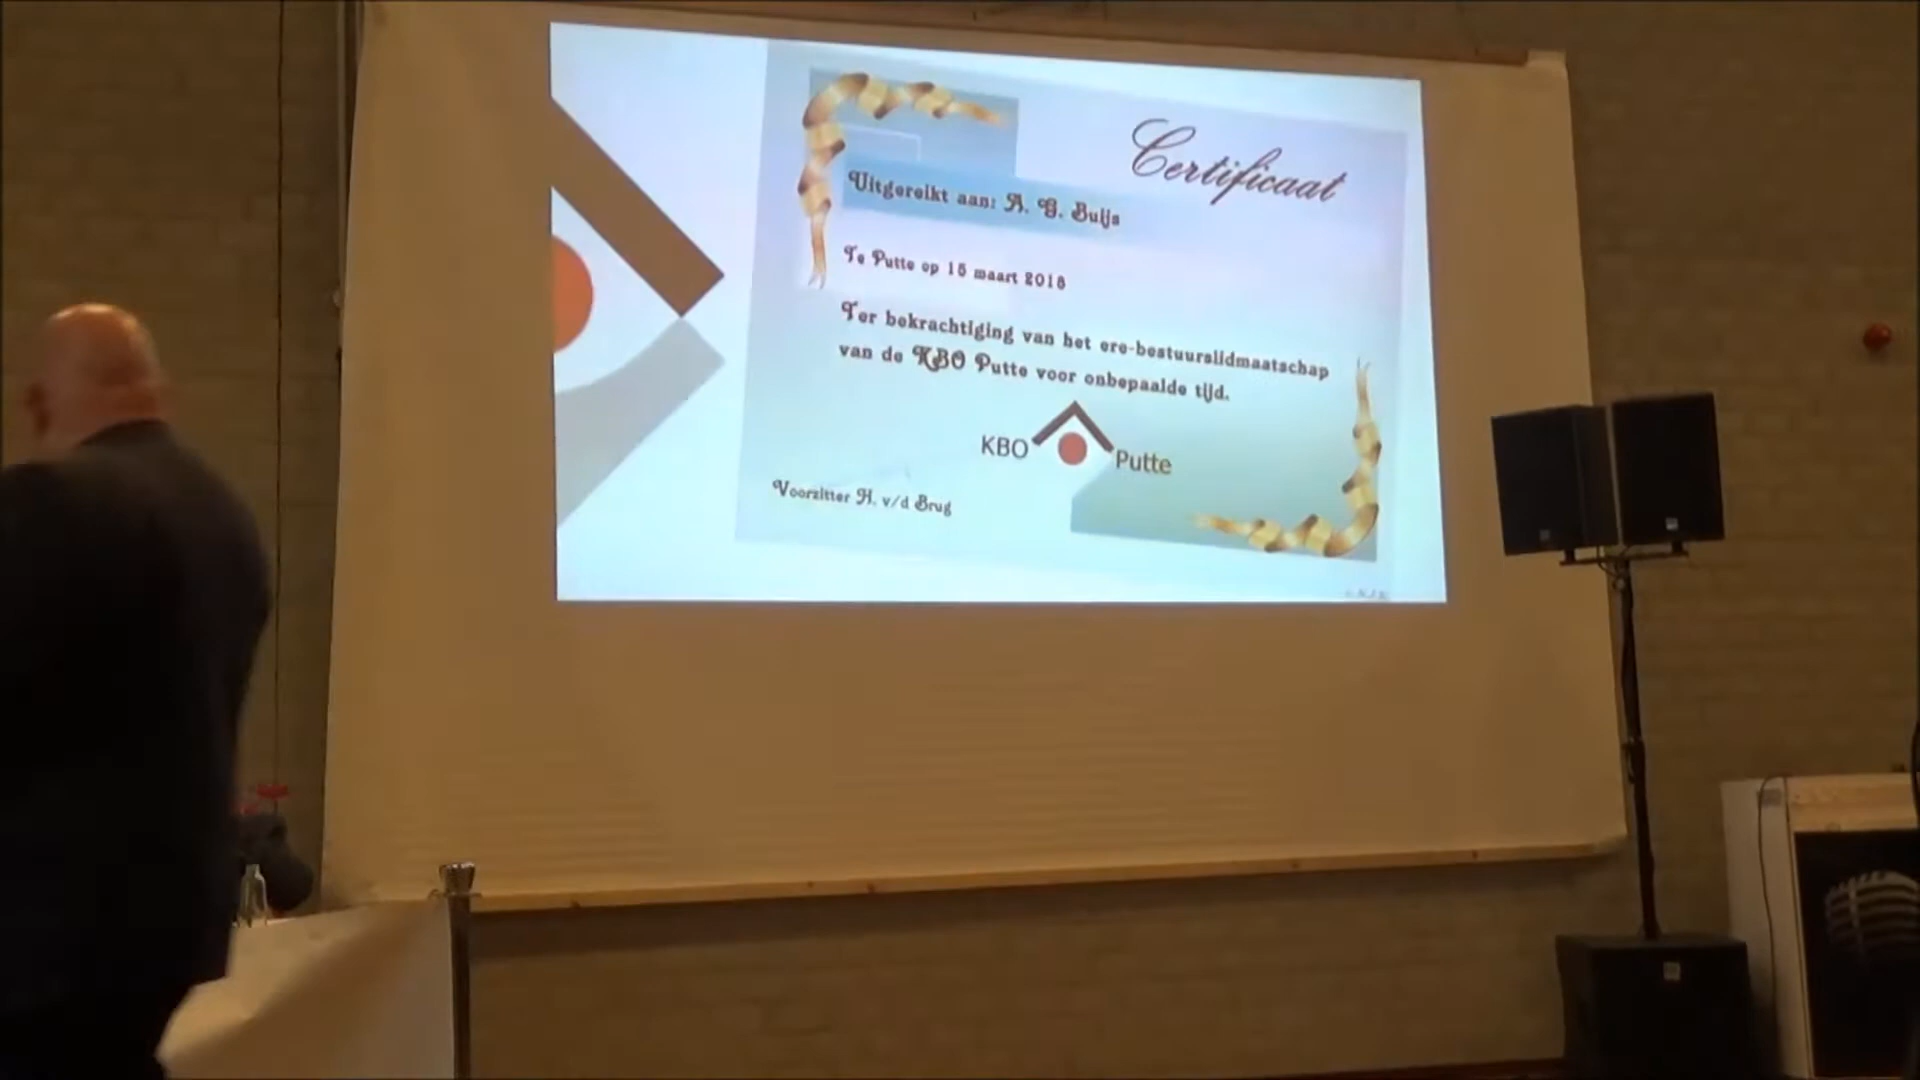 Certificaat
Uitgereikt aan: A. G. Buijs
Te Putte op 15 maart 2018
Ter bekrachtiging van het ere-bestuurslidmaatschap
van de KBO Putte voor onbepaalde tijd.
KBO Putte
Voorzitter H. v/d Brug